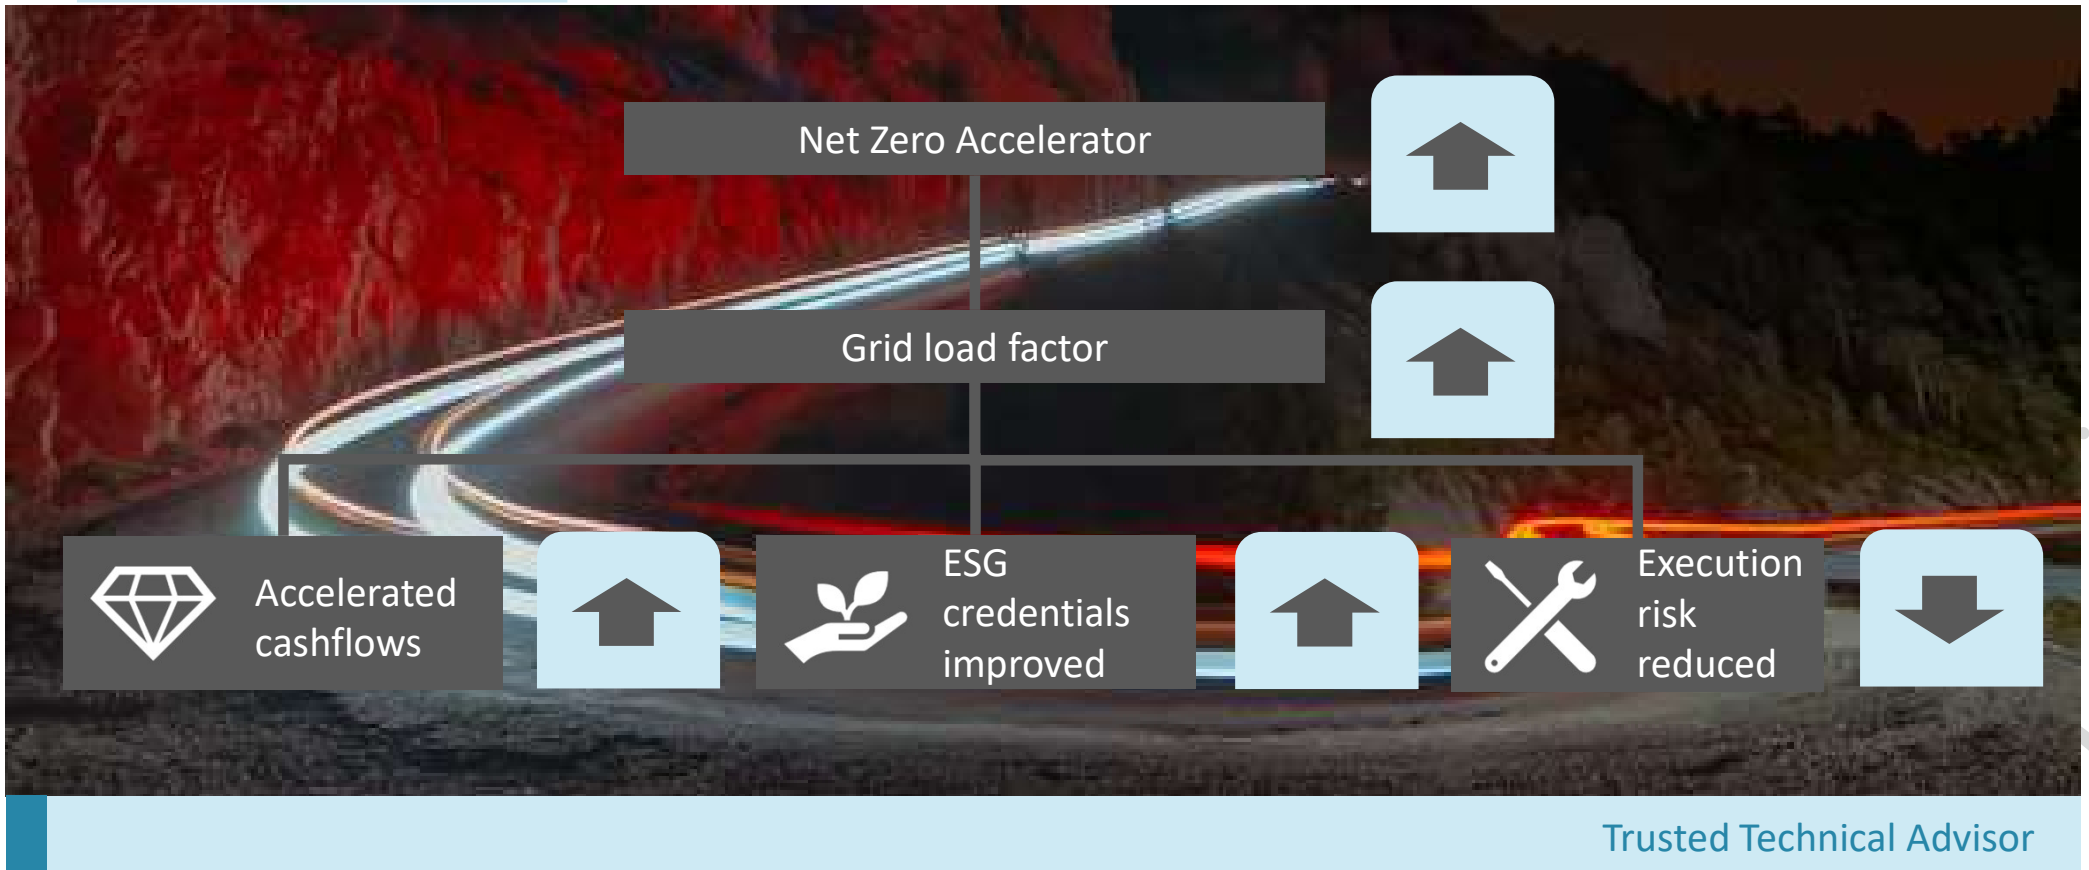 Net Zero Accelerator
Grid load factor
Accelerated
cashflows
ESG
credentials
improved
Execution
risk
reduced
Trusted Technical Advisor